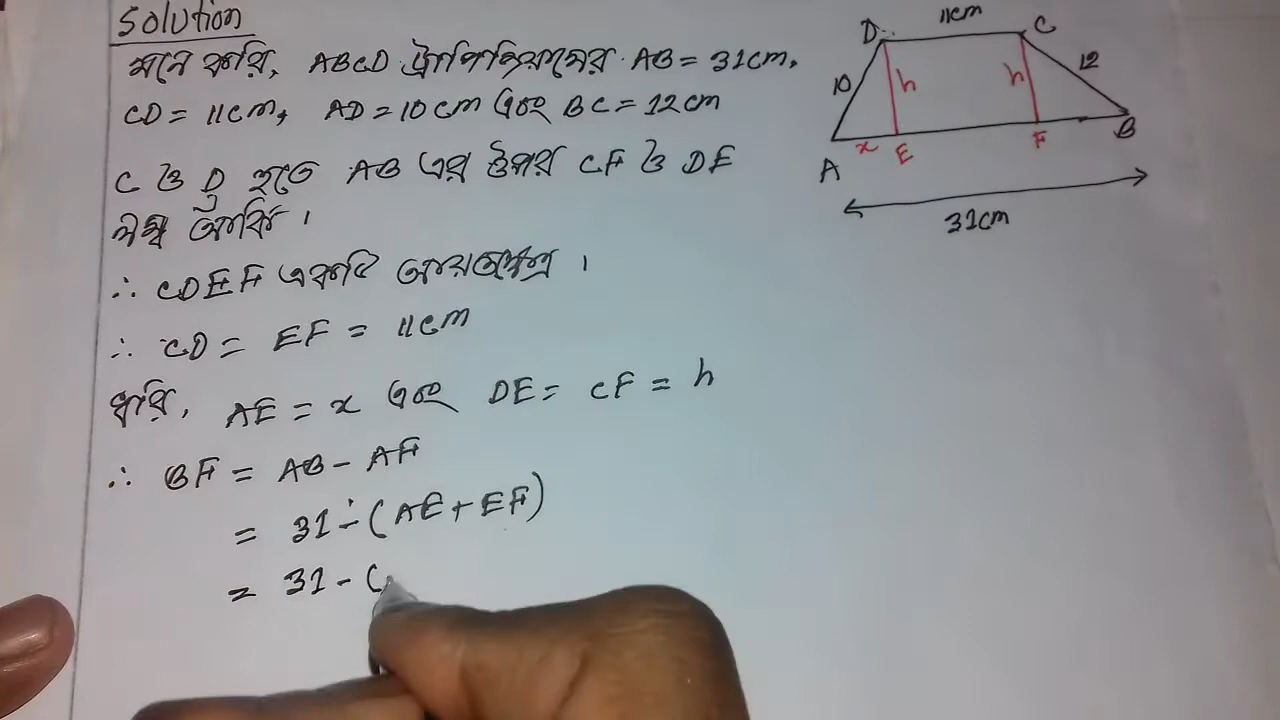 Solution
মনে করি, ABCD ট্রাপিজিয়ামের AB = 31cm,
CD = 11cm, AD = 10cm এবং BC = 12cm
C ও D হতে AB এর উপর CF ও DE
লম্ব আঁকি।
∴ CDEF একটি আয়তক্ষেত্র।
∴ CD = EF = 11cm
ধরি, AE = x এবং DE = CF = h
∴ BF = AB - AF
= 31 - (AE + EF)
= 31 - (
11cm
D C
10 h h 12
A x E F B
31cm